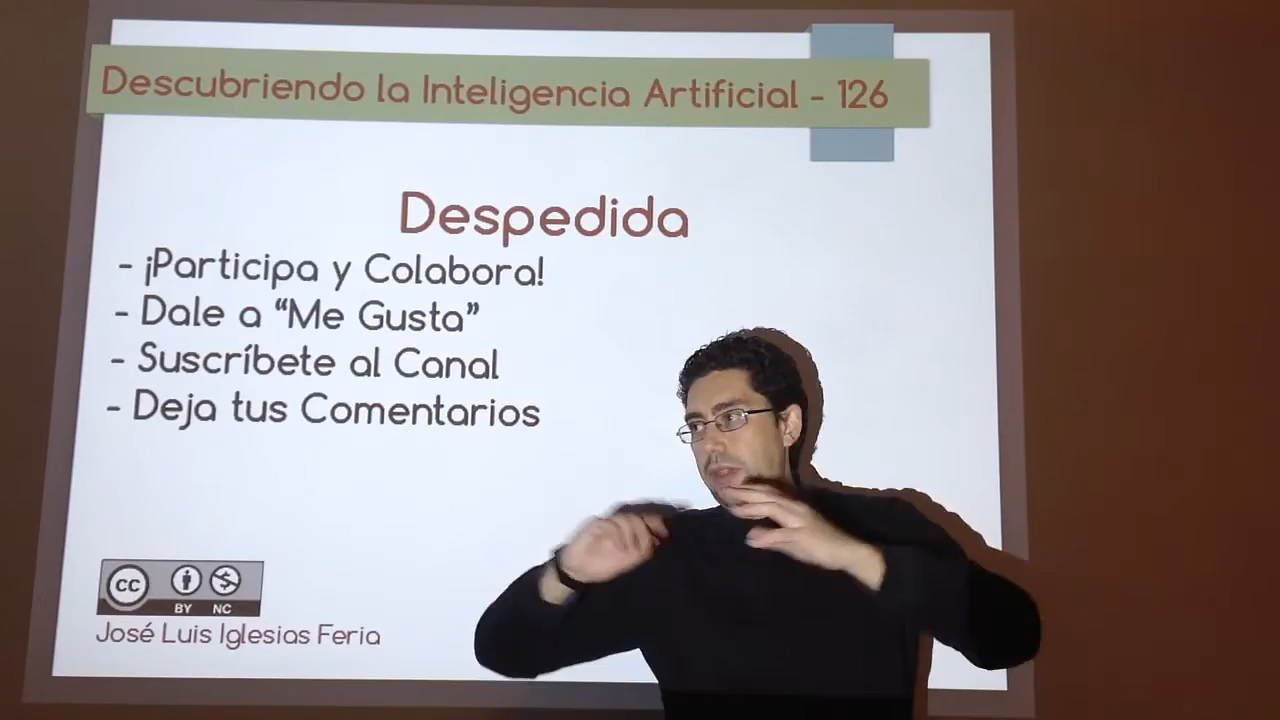 Descubriendo la Inteligencia Artificial - 126
Despedida
- ¡Participa y Colabora!
- Dale a “Me Gusta”
- Suscríbete al Canal
- Deja tus Comentarios
cc
BY NC
José Luis Iglesias Feria